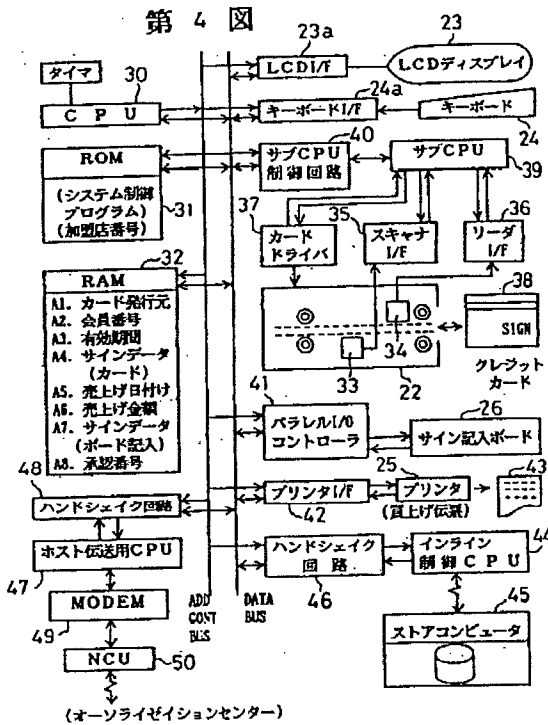 第4図
23a
23
タイマ
30
LCDI/F
LCDディスプレイ
24a
CPU
キーボードI/F
キーボード
40
24
ROM
サブCPU
制御回路
サブCPU
39
(システム制御
プログラム)
(加盟店番号)
31
37
35
36
カード
ドライバ
スキャナ
I/F
リーダ
I/F
32
38
RAM
A1. カード発行元
A2. 会員番号
A3. 有効期間
A4. サインデータ
(カード)
A5. 売上げ日付け
A6. 売上げ金額
A7. サインデータ
(ボード記入)
A8. 承認番号
SIGN
34
33
22
クレジット
カード
41
26
パラレルI/O
コントローラ
サイン記入ボード
48
25
43
ハンドシェイク回路
プリンタI/F
プリンタ
42
(売上げ伝票)
44
ホスト伝送用CPU
ハンドシェイク
回路
インライン
制御CPU
47
46
45
MODEM
49
ADD
CONT
BUS
DATA
BUS
ストアコンピュータ
NCU
50
(オーソライゼイションセンター)